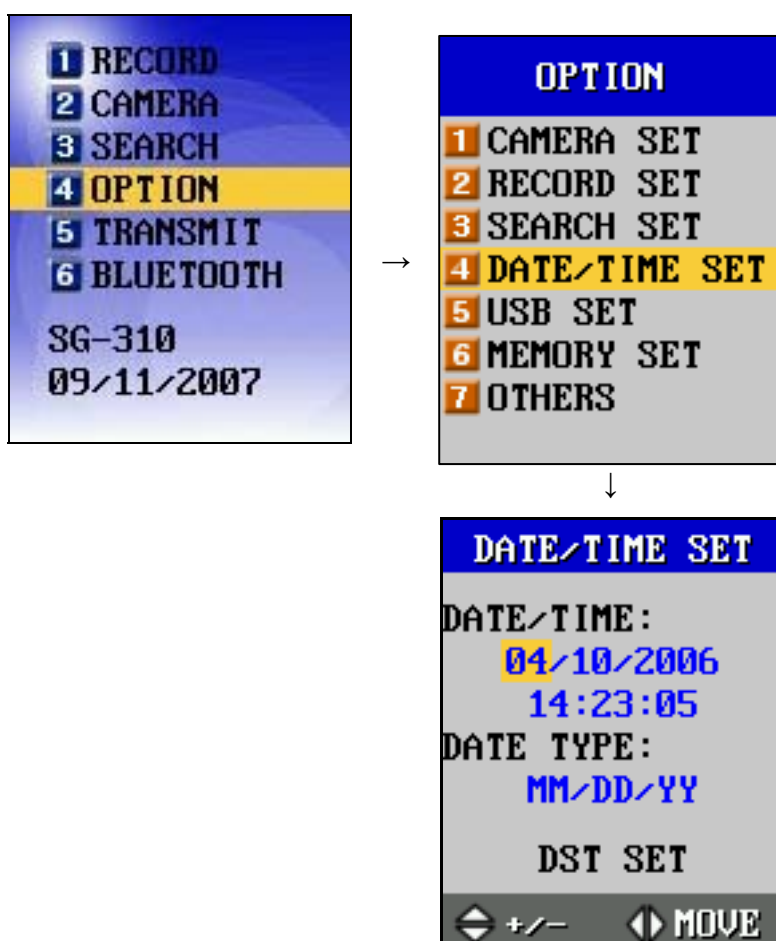 1 RECORD
2 CAMERA
3 SEARCH
4 OPTION
5 TRANSMIT
6 BLUETOOTH
SG-310
09/11/2007
→
OPTION
1 CAMERA SET
2 RECORD SET
3 SEARCH SET
4 DATE/TIME SET
5 USB SET
6 MEMORY SET
7 OTHERS
↓
DATE/TIME SET
DATE/TIME:
04/10/2006
14:23:05
DATE TYPE:
MM/DD/YY
DST SET
+/- MOVE